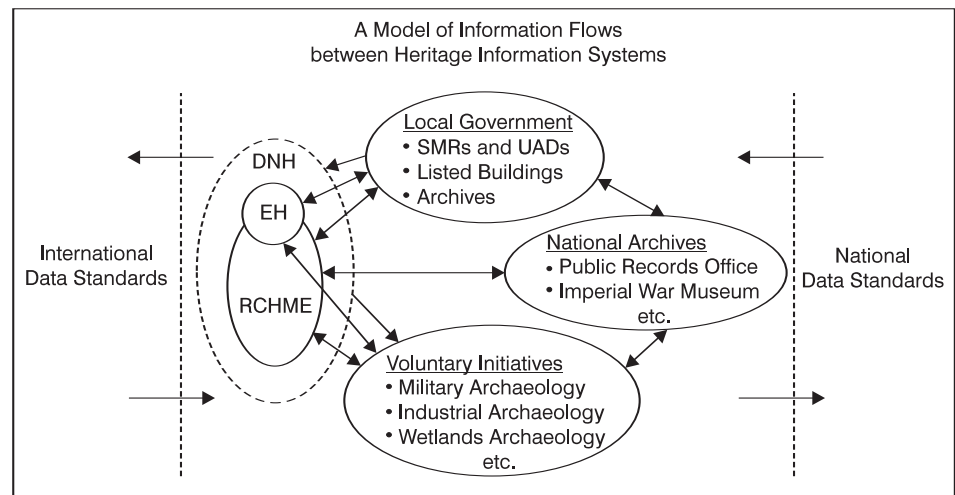 A Model of Information Flows
between Heritage Information Systems
International
Data Standards
DNH
EH
RCHME
Local Government
• SMRs and UADs
• Listed Buildings
• Archives
National Archives
• Public Records Office
• Imperial War Museum
etc.
Voluntary Initiatives
• Military Archaeology
• Industrial Archaeology
• Wetlands Archaeology
etc.
National
Data Standards